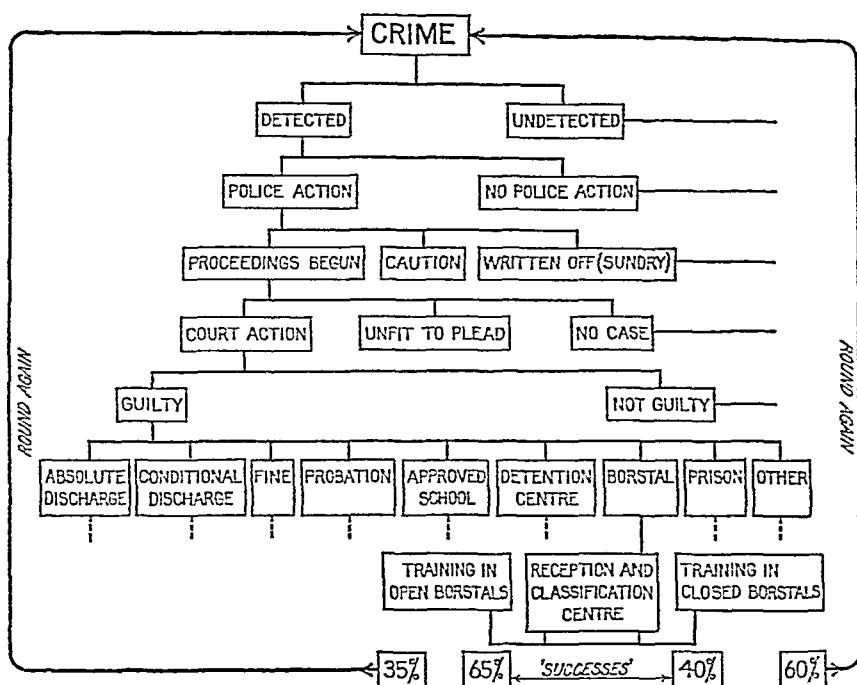 CRIME
DETECTED
UNDETECTED
POLICE ACTION
NO POLICE ACTION
PROCEEDINGS BEGUN
CAUTION
WRITTEN OFF (SUNDRY)
COURT ACTION
UNFIT TO PLEAD
NO CASE
ROUND AGAIN
ROUND AGAIN
GUILTY
NOT GUILTY
ABSOLUTE
DISCHARGE
CONDITIONAL
DISCHARGE
FINE
PROBATION
APPROVED
SCHOOL
DETENTION
CENTRE
BORSTAL
PRISON
OTHER
TRAINING IN
OPEN BORSTALS
RECEPTION AND
CLASSIFICATION
CENTRE
TRAINING IN
CLOSED BORSTALS
35%
65%
'SUCCESSES'
40%
60%